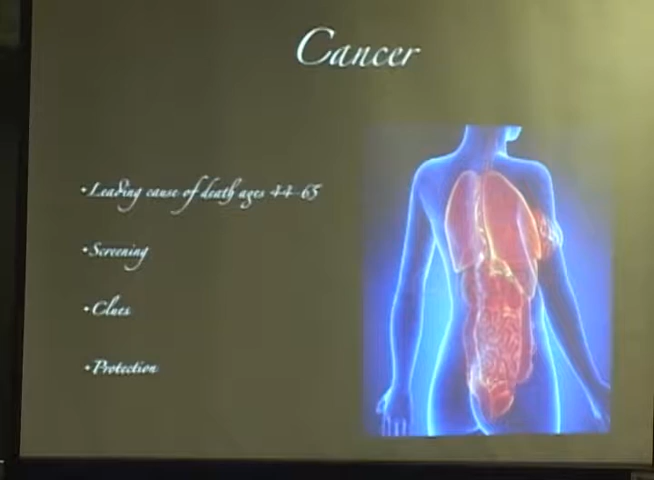 Cancer
•Leading cause of death ages 44-65
•Screening
•Clues
•Protection